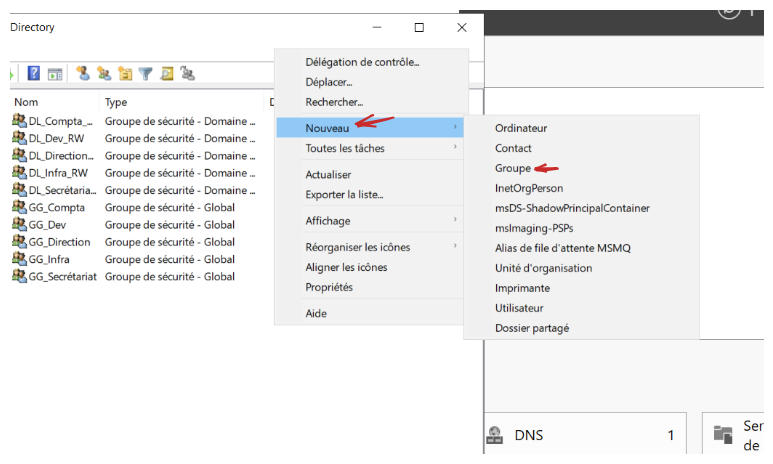 Directory
Nom Type D
DL_Compta_... Groupe de sécurité - Domaine ...
DL_Dev_RW Groupe de sécurité - Domaine ...
DL_Direction... Groupe de sécurité - Domaine ...
DL_Infra_RW Groupe de sécurité - Domaine ...
DL_Secrétaria... Groupe de sécurité - Domaine ...
GG_Compta Groupe de sécurité - Global
GG_Dev Groupe de sécurité - Global
GG_Direction Groupe de sécurité - Global
GG_Infra Groupe de sécurité - Global
GG_Secrétariat Groupe de sécurité - Global
Délégation de contrôle...
Déplacer...
Rechercher...
Nouveau
Toutes les tâches
Actualiser
Exporter la liste...
Affichage
Réorganiser les icônes
Aligner les icônes
Propriétés
Aide
Ordinateur
Contact
Groupe
InetOrgPerson
msDS-ShadowPrincipalContainer
msImaging-PSPs
Alias de file d'attente MSMQ
Unité d'organisation
Imprimante
Utilisateur
Dossier partagé
DNS 1
Ser
de